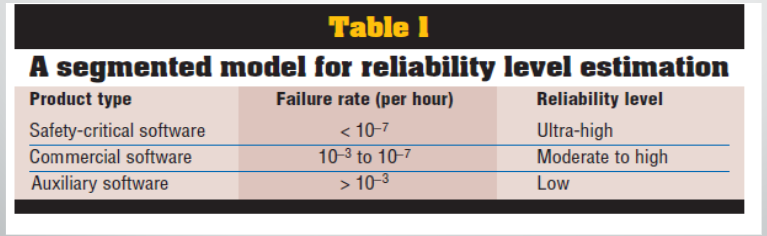 Table 1
A segmented model for reliability level estimation
Product type Failure rate (per hour) Reliability level
Safety-critical software < 10⁻⁷ Ultra-high
Commercial software 10⁻³ to 10⁻⁷ Moderate to high
Auxiliary software > 10⁻³ Low